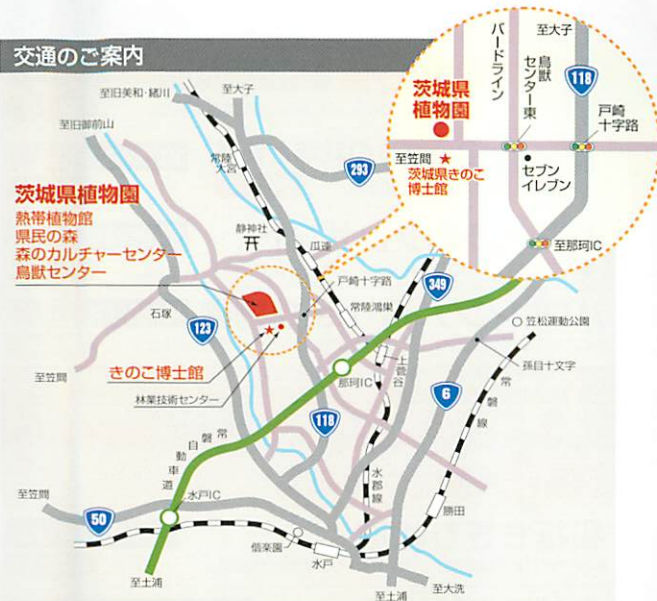 交通のご案内
至大子
バードライン
鳥獣センター東
118
茨城県
植物園
戸崎
十字路
至笠間
茨城県きのこ
博士館
セブン
イレブン
至那珂IC
至旧美和・緒川
至大子
至旧御前山
常陸
大宮
293
茨城県植物園
熱帯植物館
県民の森
森のカルチャーセンター
鳥獣センター
静神社
瓜連
戸崎十字路
常陸鴻巣
349
石塚
123
笠松運動公園
上菅谷
孫目十文字
至笠間
きのこ博士館
林業技術センター
那珂IC
6
常磐線
118
常磐自動車道
水郡線
至笠間
水戸IC
50
勝田
偕楽園
水戸
至土浦
至土浦
至大洗